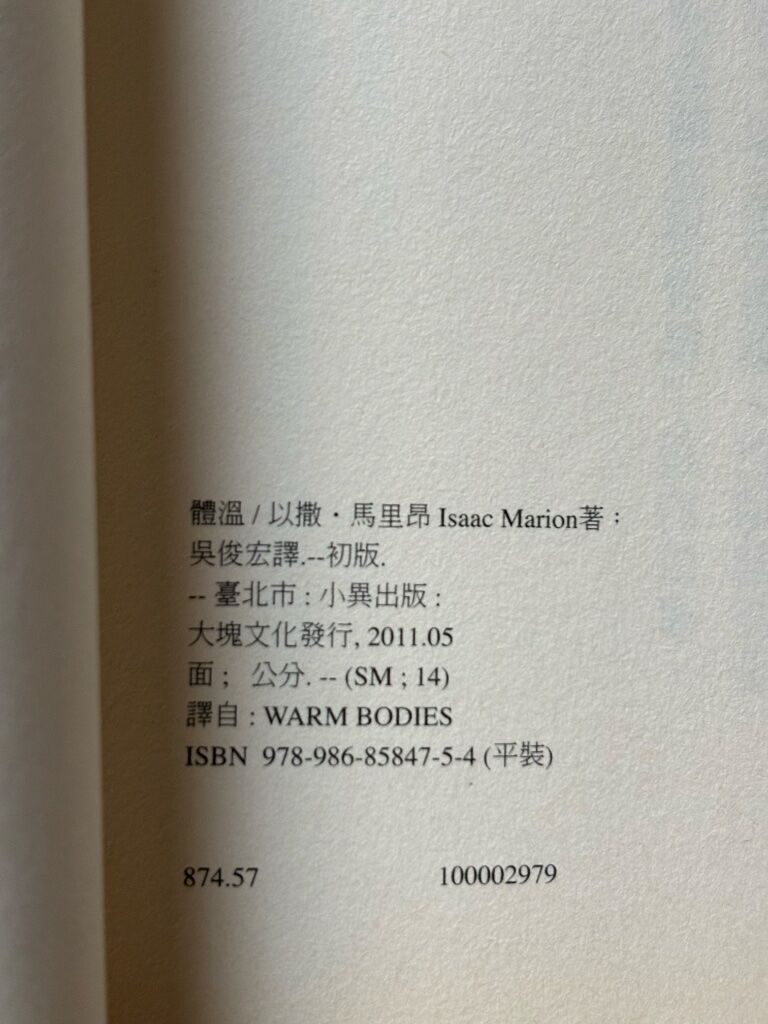 體溫 / 以撒・馬里昂 Isaac Marion著；
吳俊宏譯.--初版.
-- 臺北市 : 小異出版 :
大塊文化發行, 2011.05
面； 公分. -- (SM ; 14)
譯自 : WARM BODIES
ISBN 978-986-85847-5-4 (平裝)
874.57 100002979